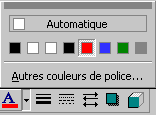 Automatique
Autres couleurs de police...
A